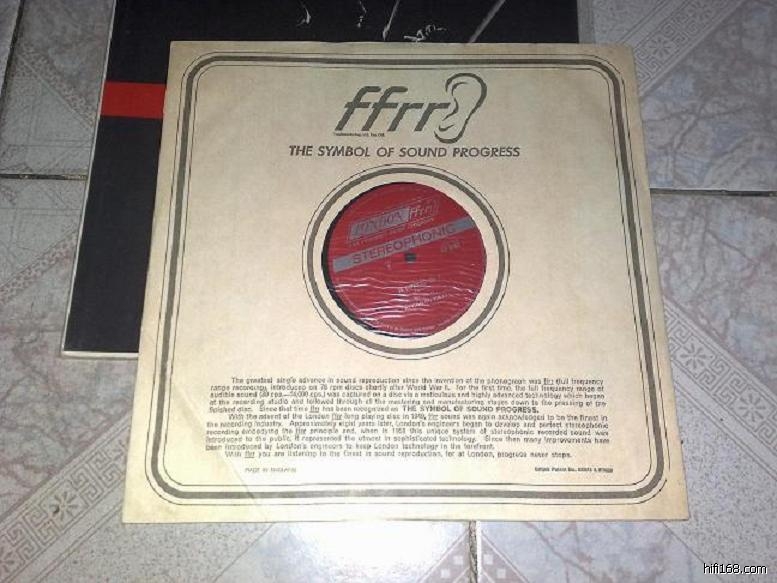 ffrr
THE SYMBOL OF SOUND PROGRESS
LONDON ffrr
STEREOPHONIC
The greatest single advance in sound reproduction since the invention of the phonograph was ffrr (full frequency
range recording), introduced on 78 rpm discs shortly after World War II. For the first time, the full frequency range of
audible sound was captured on a disc via a meticulous and highly advanced technology which began
at the recording studio and followed through all the mastering and manufacturing stages down to the pressing of the
finished disc. Since that time ffrr has been recognized as THE SYMBOL OF SOUND PROGRESS.
With the advent of the London ffrr long playing disc in ffrr sound was again acknowledged to be the finest in
the recording industry. Approximately eight years later, London's engineers began to develop and perfect stereophonic
recording embodying the ffrr principle and, when in 1958 this unique system of stereophonic recorded sound was
introduced to the public, it represented the utmost in sophisticated technology. Since then many improvements have
been introduced by London's engineers to keep London technology in the forefront.
With ffrr you are listening to the finest in sound reproduction, for at London, progress never stops.
MADE IN ENGLAND
hifi168.com